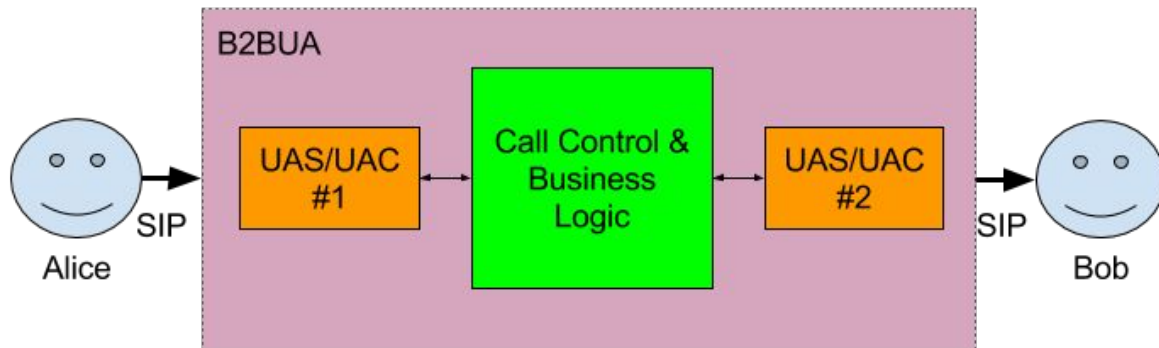 B2BUA
UAS/UAC
#1
Call Control &
Business
Logic
UAS/UAC
#2
SIP
Alice
SIP
Bob